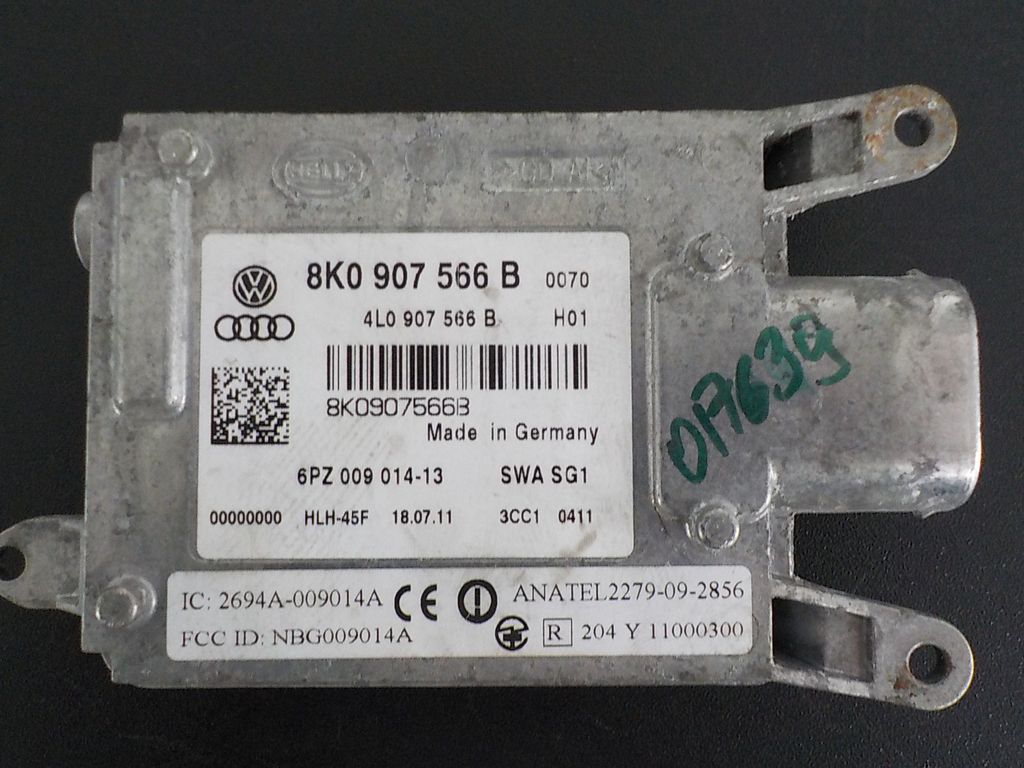 HELLA
8K0 907 566 B 0070
4L0 907 566 B H01
8K0907566B
Made in Germany
6PZ 009 014-13 SWA SG1
00000000 HLH-45F 18.07.11 3CC1 0411
IC: 2694A-009014A CE ANATEL2279-09-2856
FCC ID: NBG009014A R 204 Y 11000300